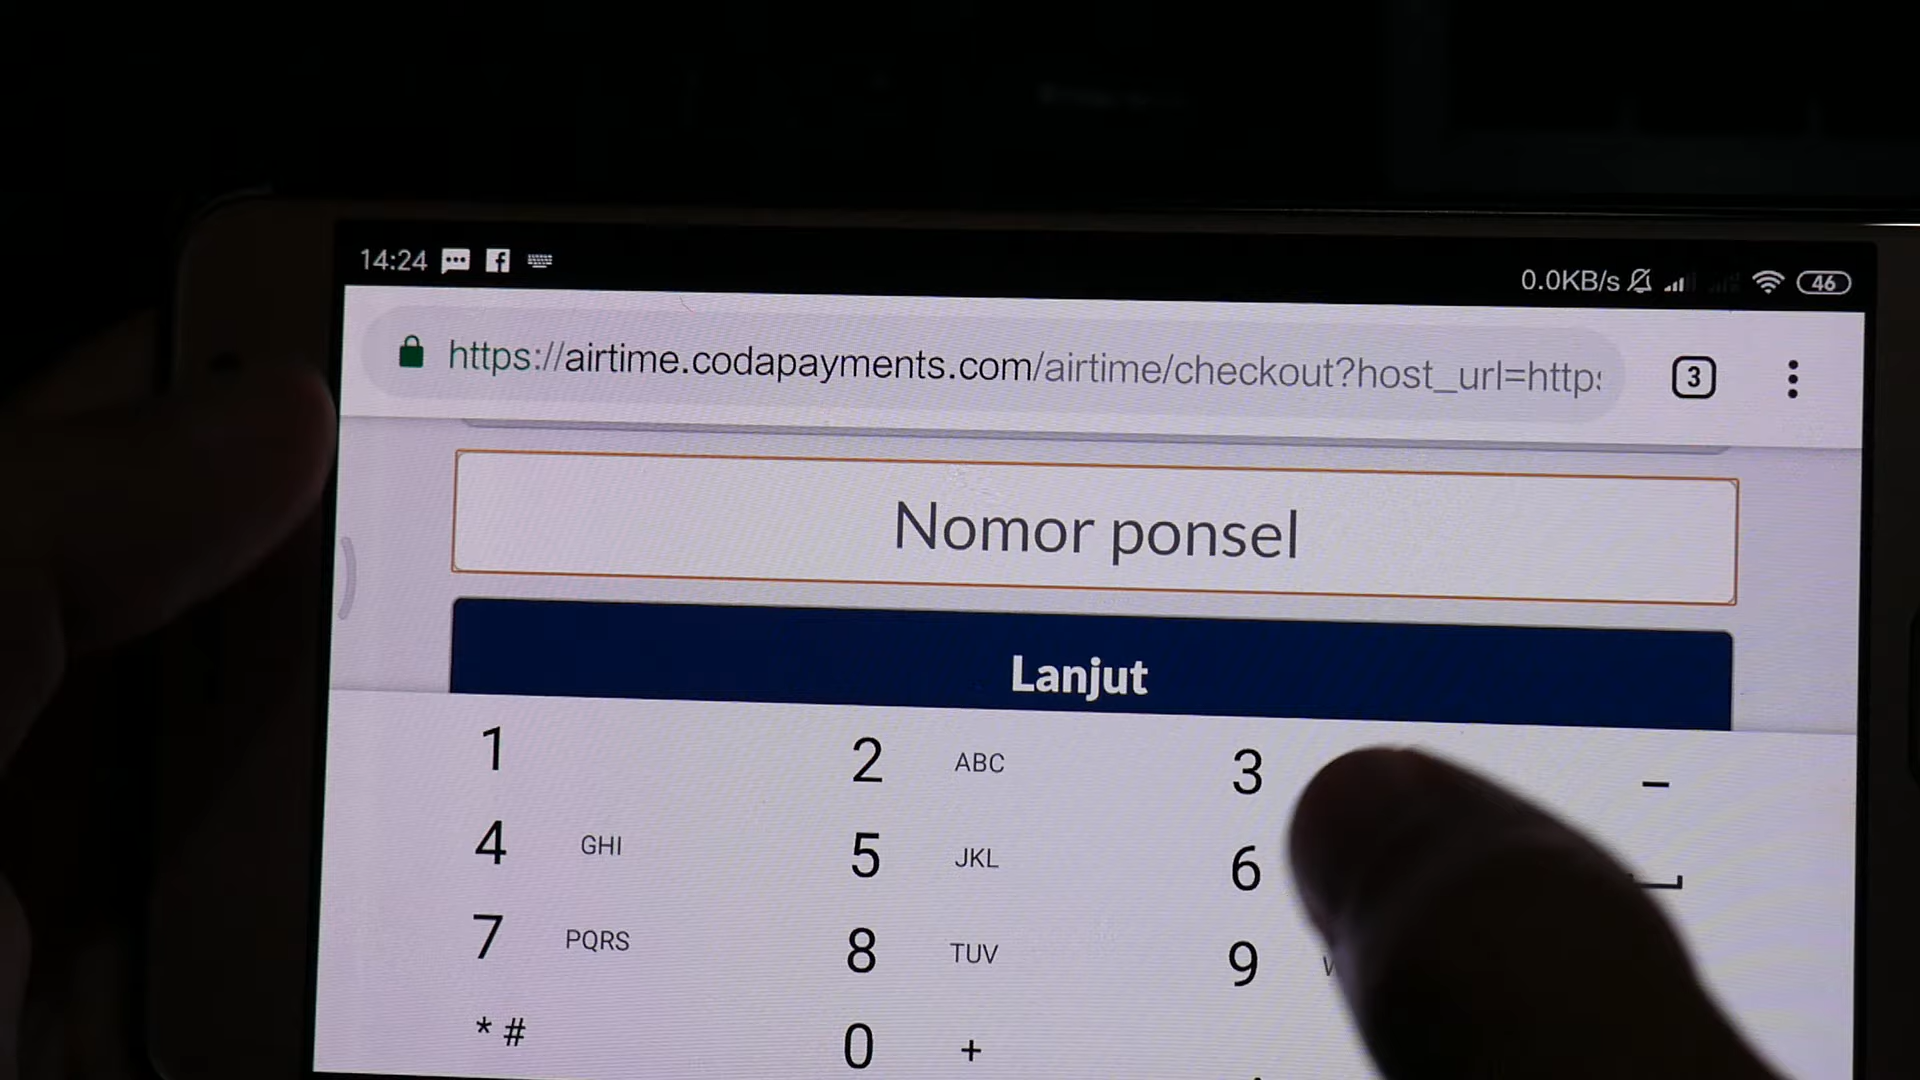 14:24
0.0KB/s 46
https://airtime.codapayments.com/airtime/checkout?host_url=http:
3
Nomor ponsel
Lanjut
1 2 ABC 3 -
4 GHI 5 JKL 6
7 PQRS 8 TUV 9
* # 0 +